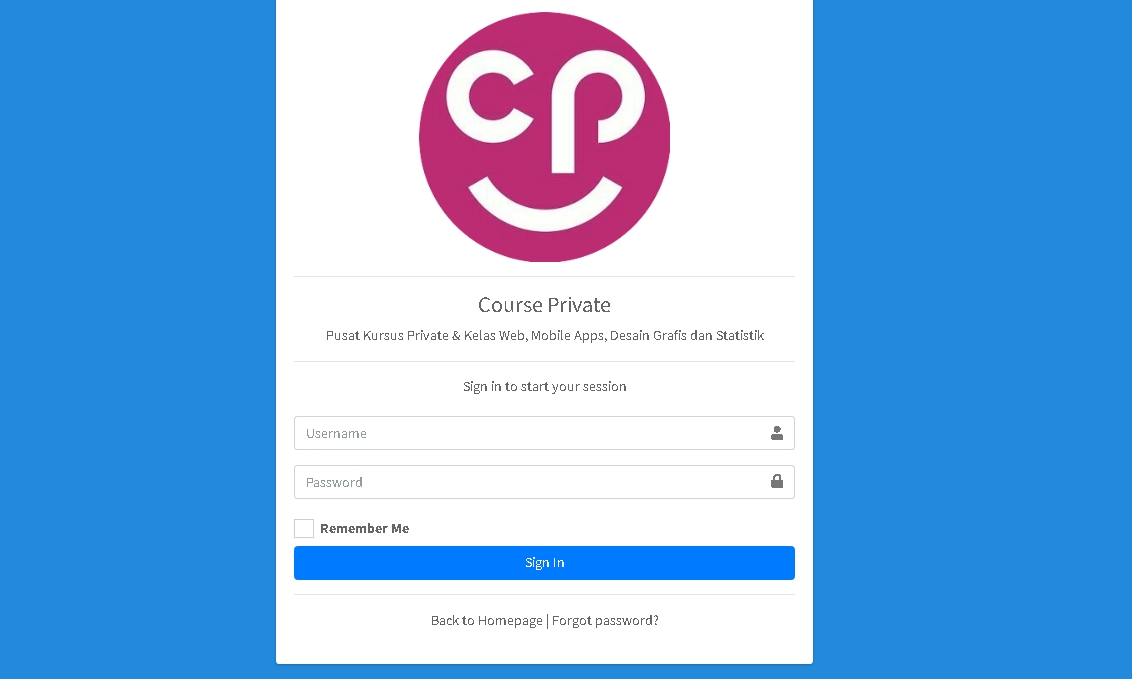 cp
Course Private
Pusat Kursus Private & Kelas Web, Mobile Apps, Desain Grafis dan Statistik
Sign in to start your session
Username
Password
Remember Me
Sign In
Back to Homepage | Forgot password?